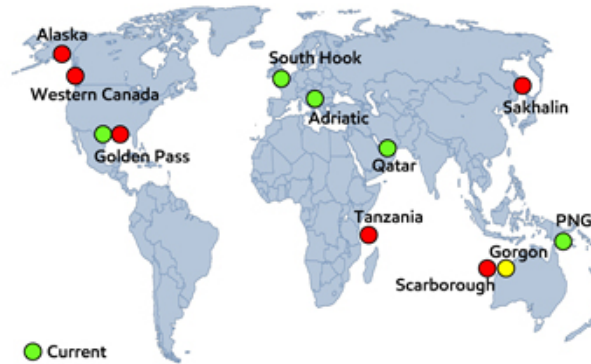 Alaska
South Hook
Western Canada
Sakhalin
Adriatic
Golden Pass
Qatar
Tanzania
PNG
Gorgon
Scarborough
Current